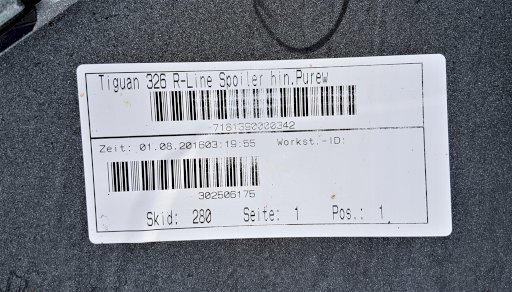 Tiguan 326 R-Line Spoiler hin.Purew
7181390000342
Zeit: 01.08.201603:19:55 Workst.-ID:
302506175
Skid: 280 Seite: 1 Pos.: 1